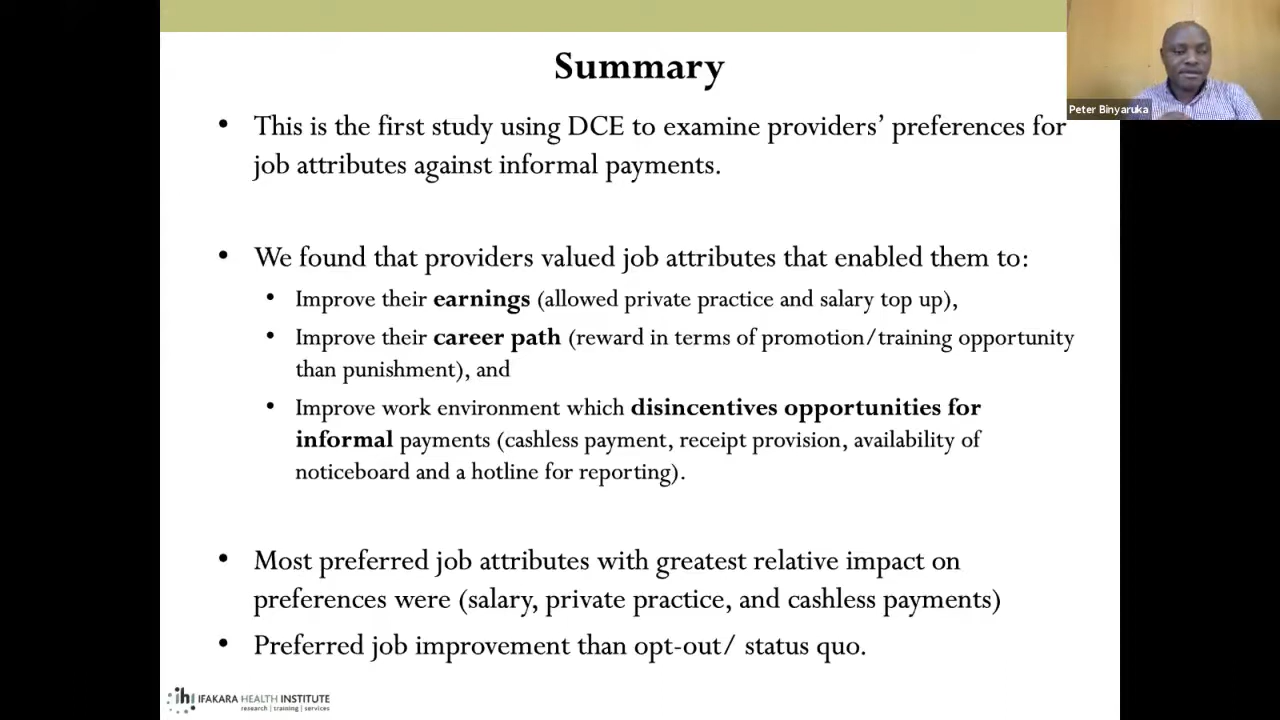 Summary
Peter Binyaruka
• This is the first study using DCE to examine providers’ preferences for
job attributes against informal payments.
• We found that providers valued job attributes that enabled them to:
• Improve their earnings (allowed private practice and salary top up),
• Improve their career path (reward in terms of promotion/training opportunity
than punishment), and
• Improve work environment which disincentives opportunities for
informal payments (cashless payment, receipt provision, availability of
noticeboard and a hotline for reporting).
• Most preferred job attributes with greatest relative impact on
preferences were (salary, private practice, and cashless payments)
• Preferred job improvement than opt-out/ status quo.
ihi IFAKARA HEALTH INSTITUTE
research | training | services